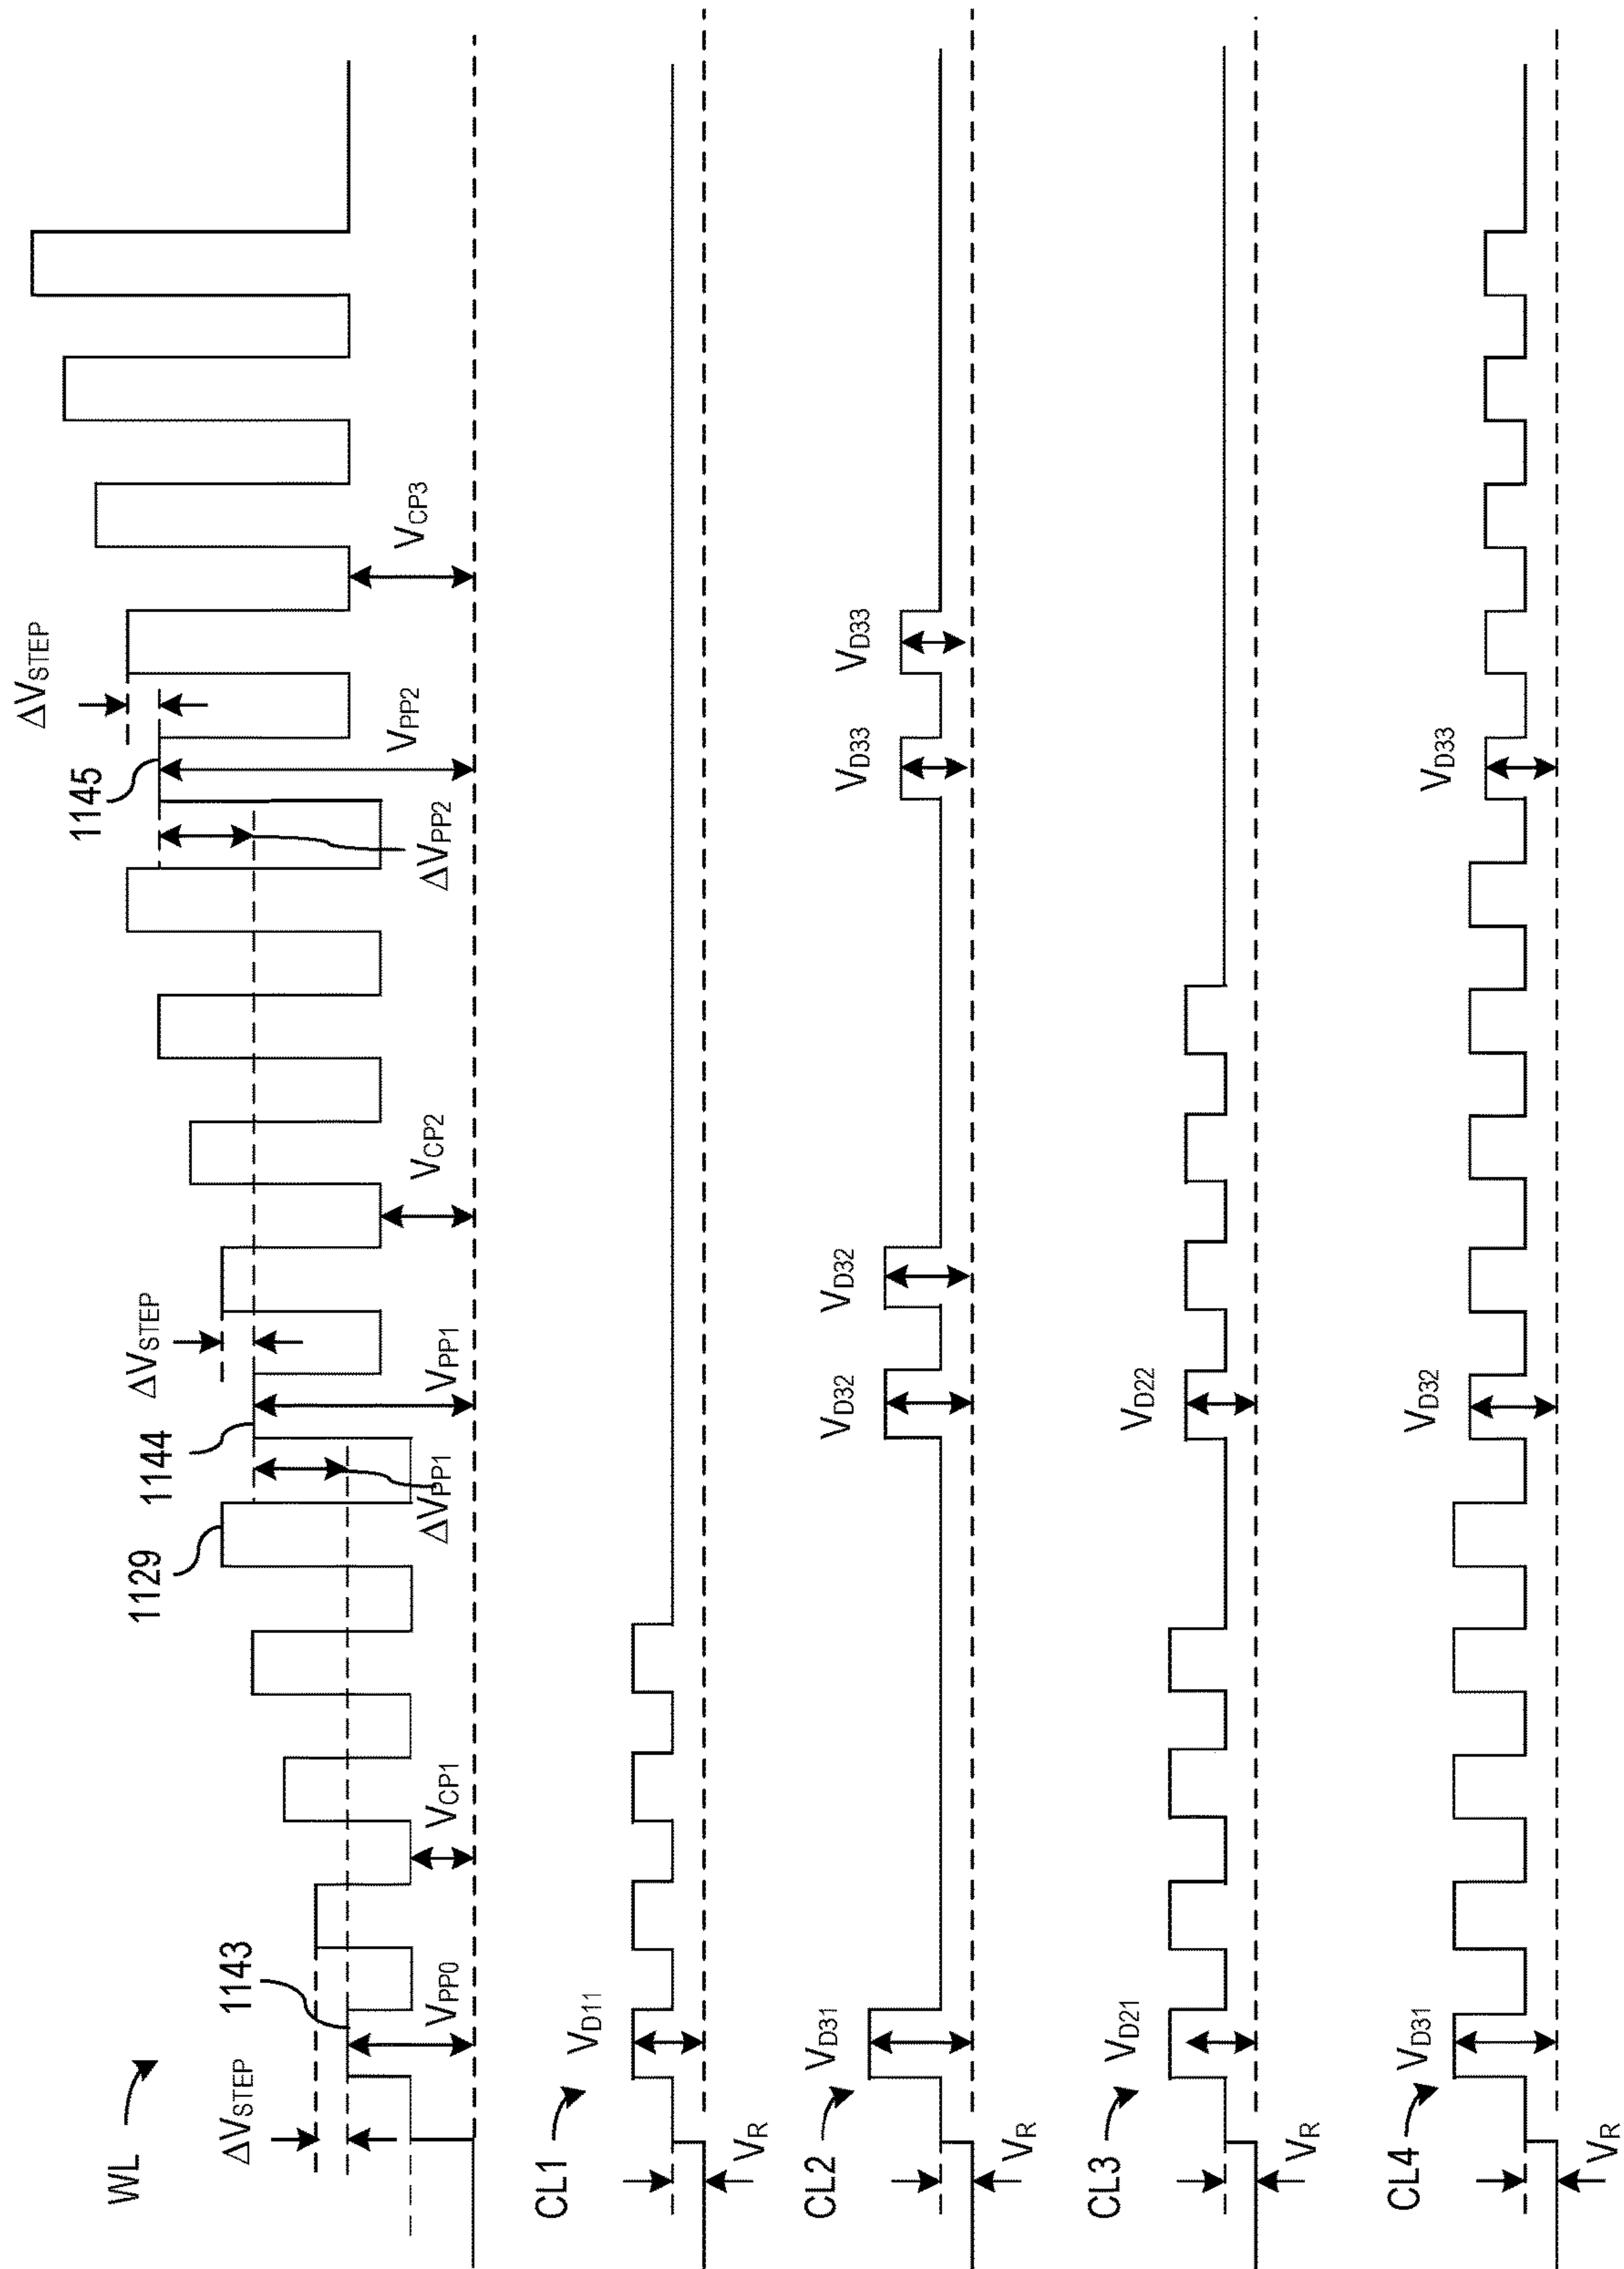 WL
ΔVSTEP
1143
VPP0
VCP1
1129
ΔVPP1
1144
VPP1
ΔVSTEP
VCP2
ΔVPP2
1145
VPP2
ΔVSTEP
VCP3
CL1
VR
VD11
CL2
VR
VD31
VD32
VD32
VD33
VD33
CL3
VR
VD21
VD22
CL4
VR
VD31
VD32
VD33